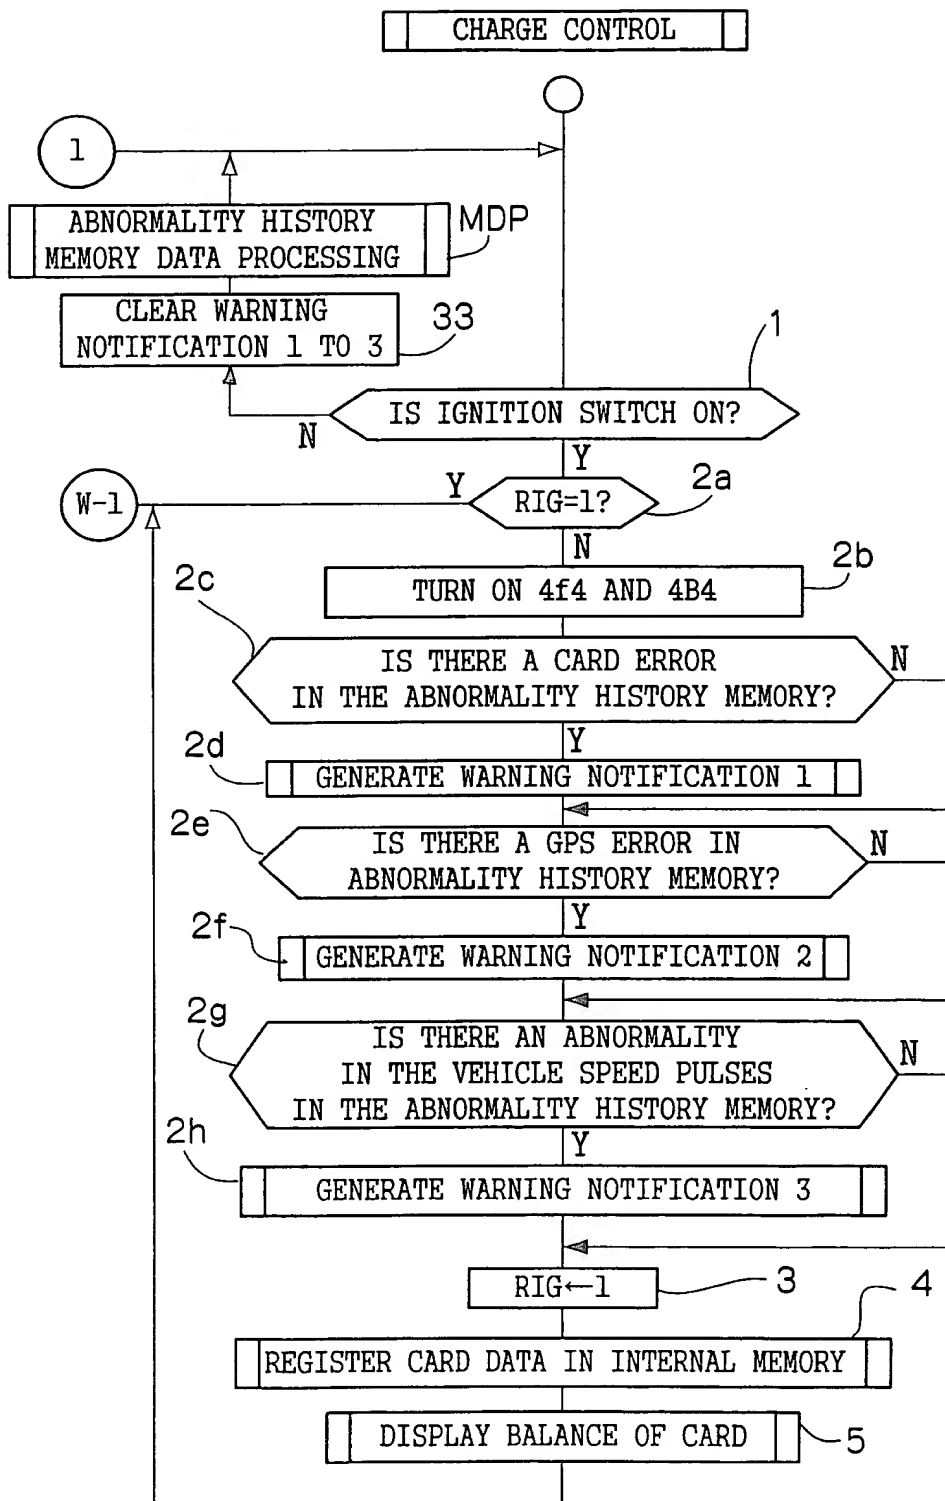 CHARGE CONTROL
1
ABNORMALITY HISTORY
MEMORY DATA PROCESSING
MDP
CLEAR WARNING
NOTIFICATION 1 TO 3
33
1
IS IGNITION SWITCH ON?
N
Y
W-1
Y
RIG=1?
2a
N
2b
TURN ON 4f4 AND 4B4
2c
IS THERE A CARD ERROR
IN THE ABNORMALITY HISTORY MEMORY?
N
Y
2d
GENERATE WARNING NOTIFICATION 1
2e
IS THERE A GPS ERROR IN
ABNORMALITY HISTORY MEMORY?
N
Y
2f
GENERATE WARNING NOTIFICATION 2
2g
IS THERE AN ABNORMALITY
IN THE VEHICLE SPEED PULSES
IN THE ABNORMALITY HISTORY MEMORY?
N
Y
2h
GENERATE WARNING NOTIFICATION 3
RIG←1
3
4
REGISTER CARD DATA IN INTERNAL MEMORY
DISPLAY BALANCE OF CARD
5